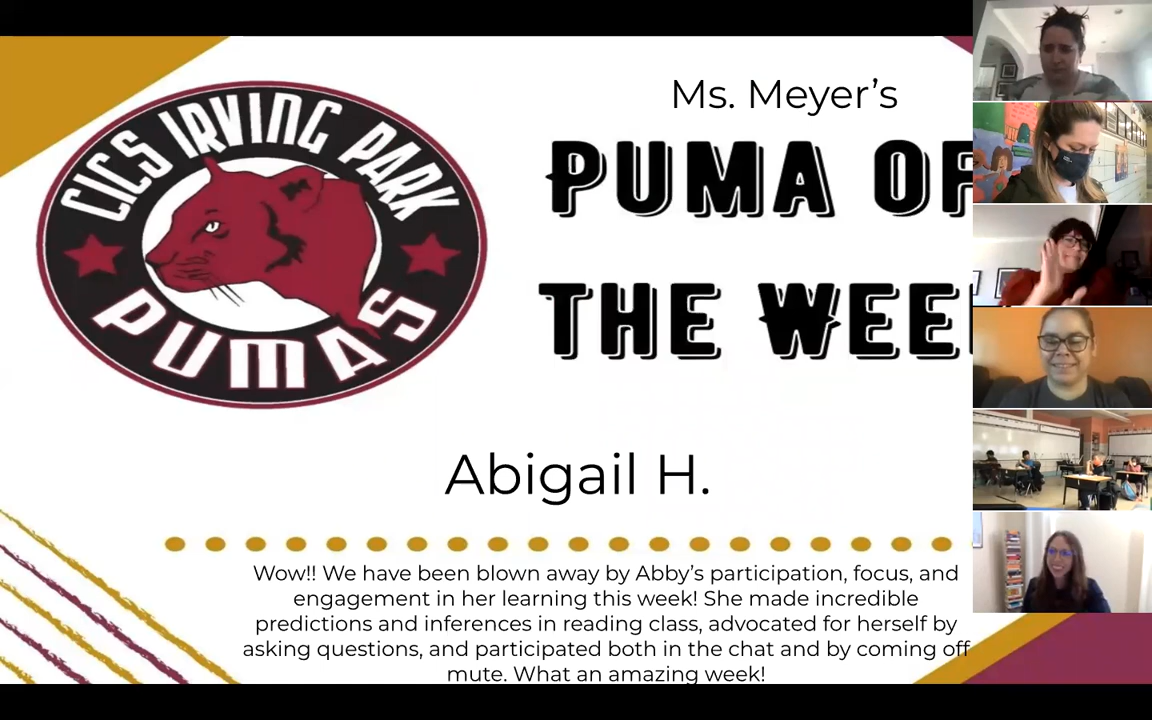 CICS IRVING PARK
PUMAS
Ms. Meyer’s
PUMA OF
THE WEE
Abigail H.
Wow!! We have been blown away by Abby’s participation, focus, and
engagement in her learning this week! She made incredible
predictions and inferences in reading class, advocated for herself by
asking questions, and participated both in the chat and by coming off
mute. What an amazing week!